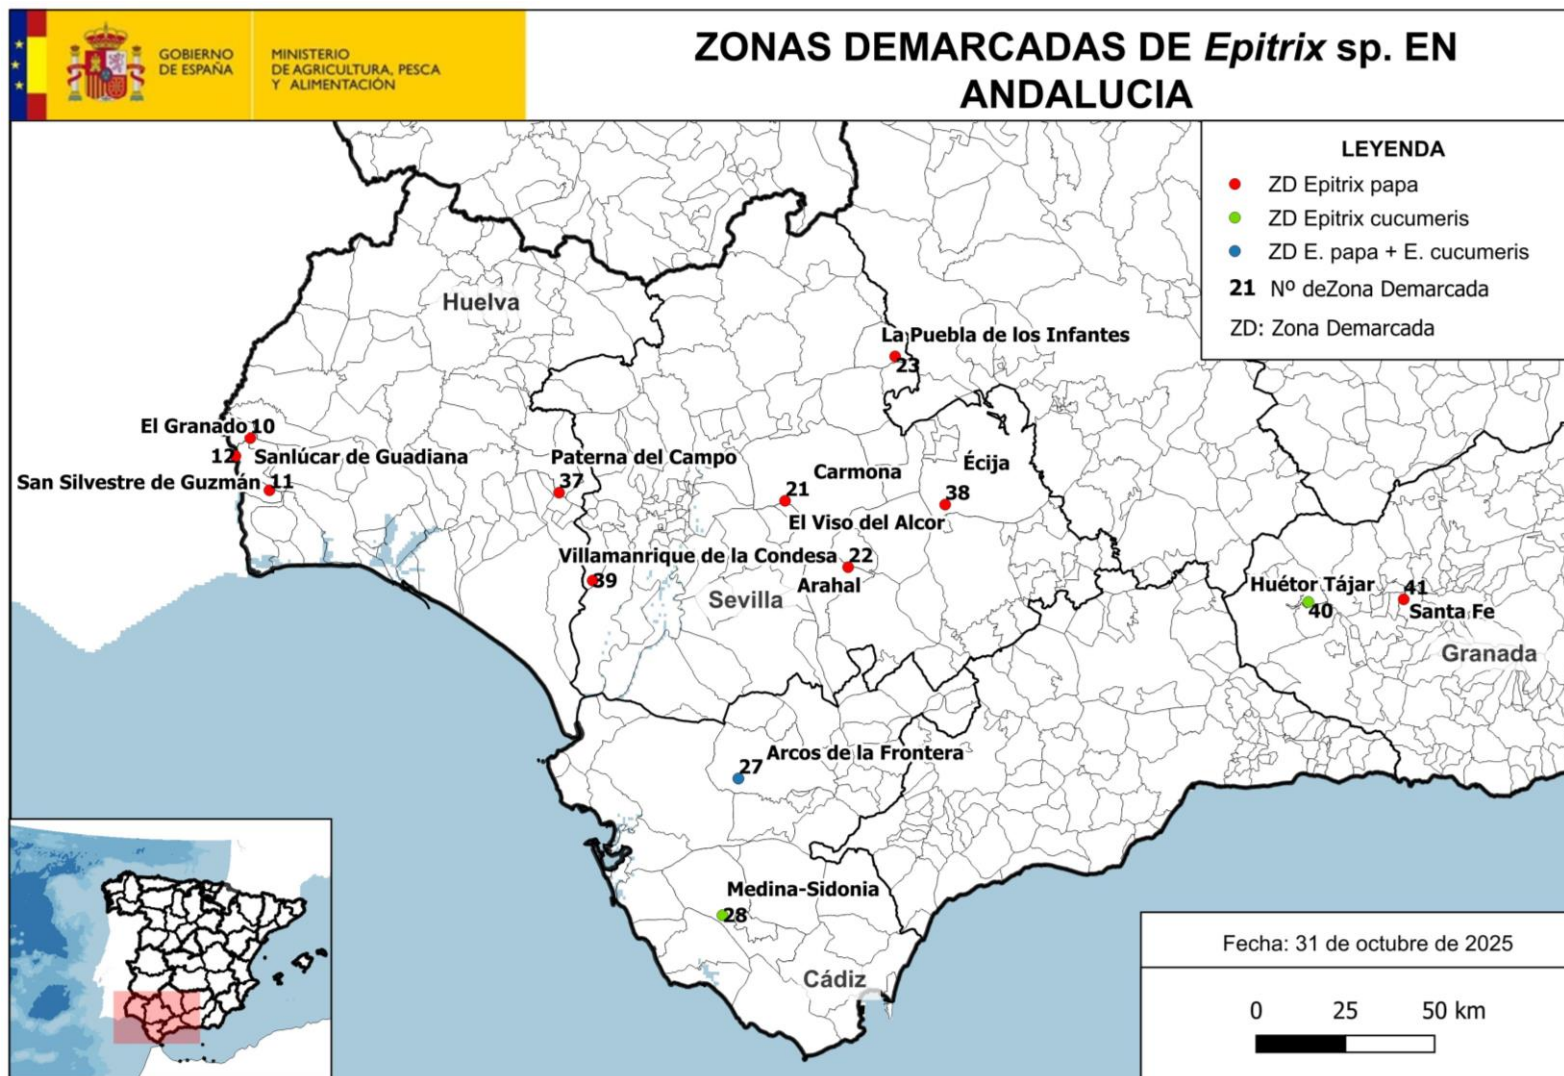 GOBIERNO
DE ESPAÑA
MINISTERIO
DE AGRICULTURA, PESCA
Y ALIMENTACIÓN
ZONAS DEMARCADAS DE Epitrix sp. EN
ANDALUCIA
LEYENDA
ZD Epitrix papa
ZD Epitrix cucumeris
ZD E. papa + E. cucumeris
21 Nº deZona Demarcada
ZD: Zona Demarcada
Huelva
La Puebla de los Infantes
23
El Granado 10
12 Sanlúcar de Guadiana
San Silvestre de Guzmán 11
Paterna del Campo
37
Carmona
21
El Viso del Alcor
Écija
38
Villamanrique de la Condesa
39
22
Arahal
Sevilla
Huétor Tájar
40
41
Santa Fe
Granada
Arcos de la Frontera
27
Medina-Sidonia
28
Cádiz
Fecha: 31 de octubre de 2025
0 25 50 km